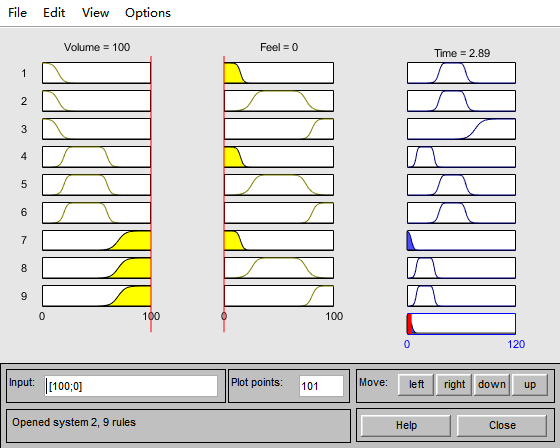 File Edit View Options
Volume = 100 Feel = 0 Time = 2.89
1
2
3
4
5
6
7
8
9
0 100 0 100
0 120
Input: [100;0] Plot points: 101 Move: left right down up
Opened system 2, 9 rules Help Close